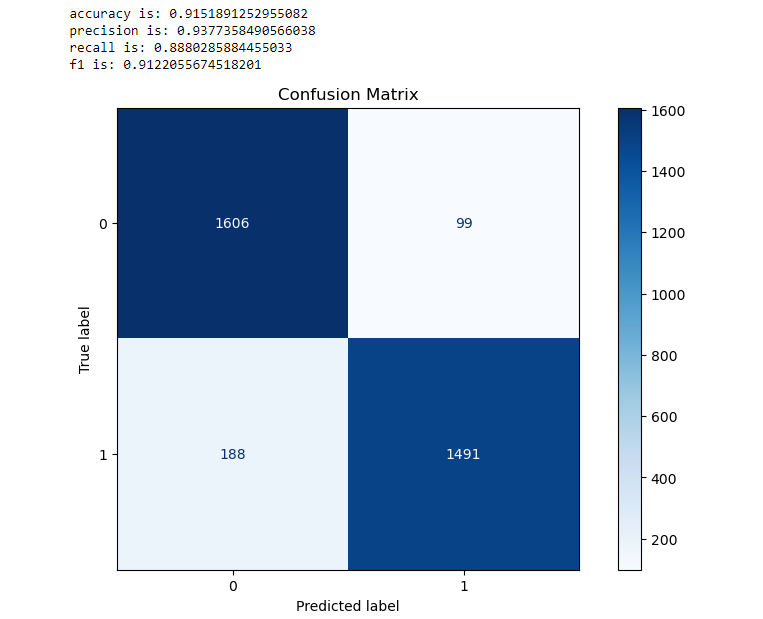 accuracy is: 0.9151891252955082
precision is: 0.9377358490566038
recall is: 0.8880285884455033
f1 is: 0.9122055674518201
Confusion Matrix
1600
1400
1200
1000
800
600
400
200
True label
0
1606
99
1
188
1491
0
1
Predicted label